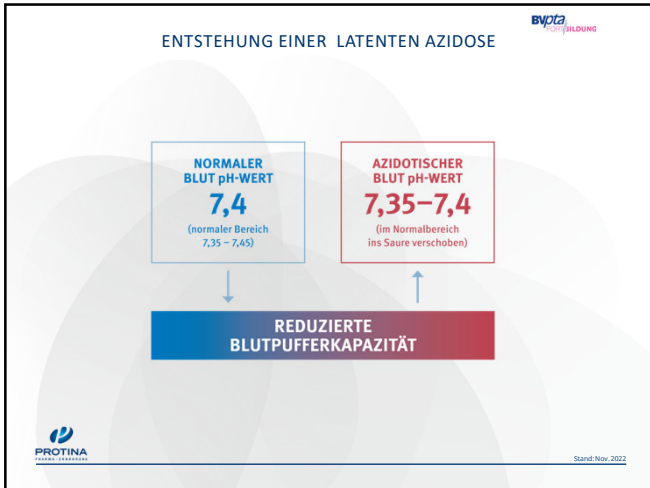 BVpta
FORTBILDUNG
ENTSTEHUNG EINER LATENTEN AZIDOSE
NORMALER
BLUT pH-WERT
7,4
(normaler Bereich
7,35 – 7,45)
AZIDOTISCHER
BLUT pH-WERT
7,35–7,4
(im Normalbereich
ins Saure verschoben)
REDUZIERTE
BLUTPUFFERKAPAZITÄT
PROTINA
Stand: Nov. 2022